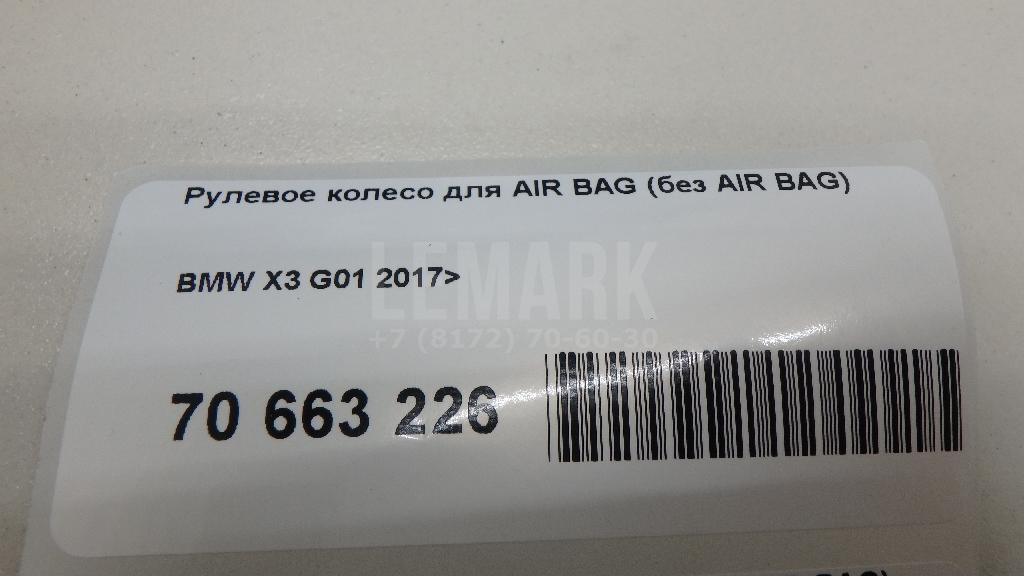 Рулевое колесо для AIR BAG (без AIR BAG)
BMW X3 G01 2017>
LEMARK
+7 (8172) 70-60-30
70 663 226
BAG)